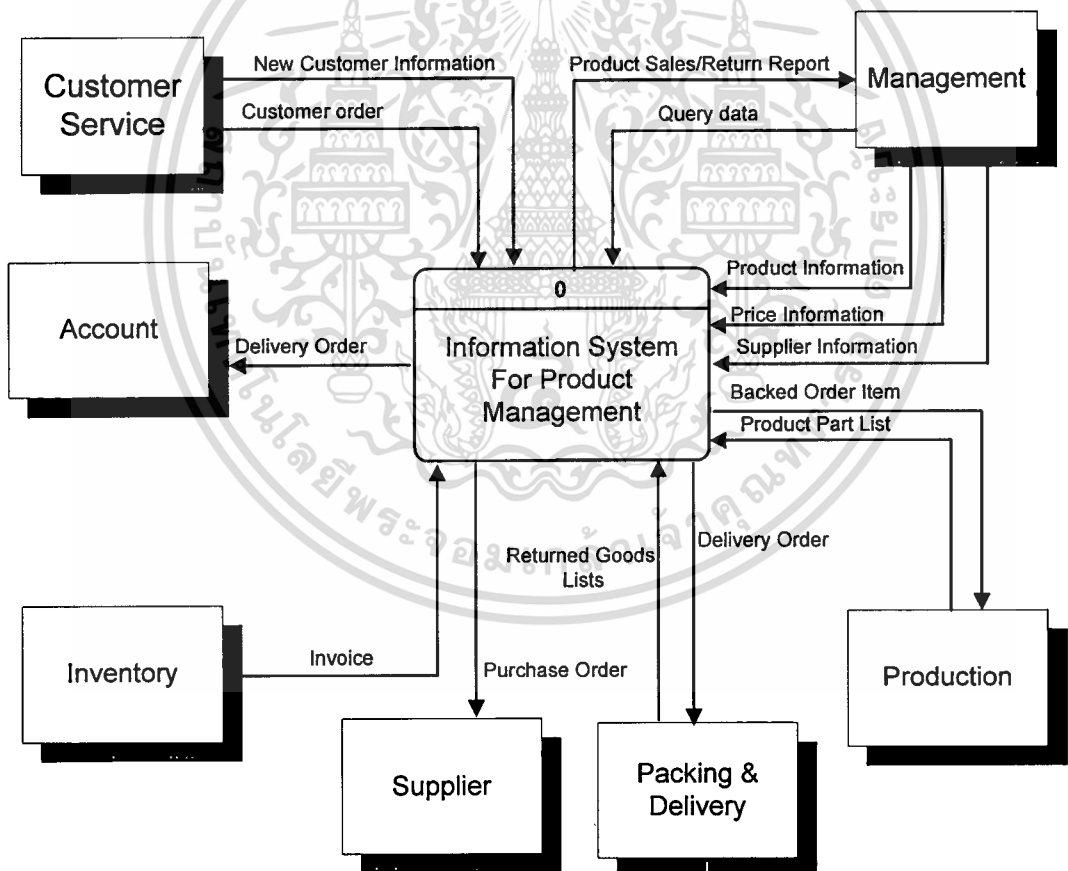 Customer
Service
New Customer Information
Customer order
Product Sales/Return Report
Query data
Management
Account
Delivery Order
0
Information System
For Product
Management
Product Information
Price Information
Supplier Information
Backed Order Item
Product Part List
Returned Goods
Lists
Delivery Order
Inventory
Invoice
Purchase Order
Supplier
Packing &
Delivery
Production